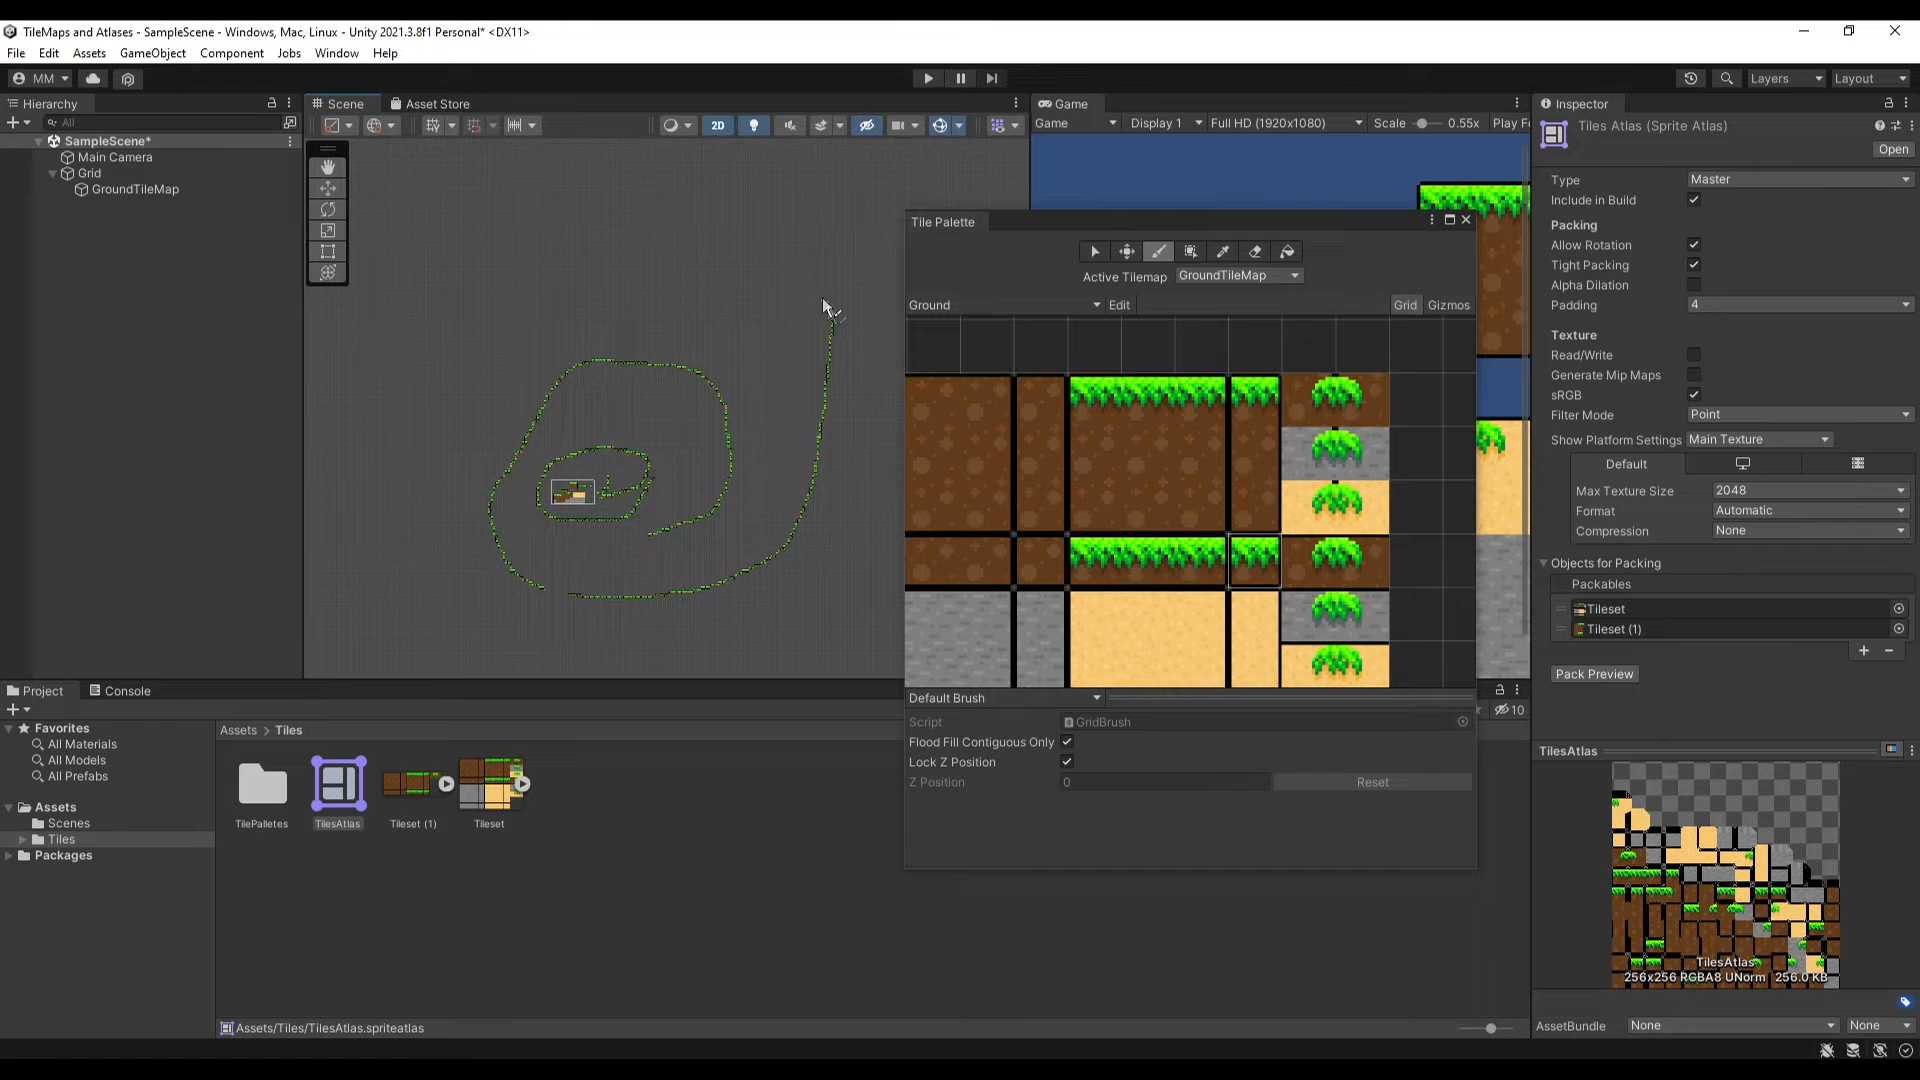 TileMaps and Atlases - SampleScene - Windows, Mac, Linux - Unity 2021.3.8f1 Personal* <DX11>
File Edit Assets GameObject Component Jobs Window Help
MM Layers Layout
Hierarchy
All
SampleScene*
Main Camera
Grid
GroundTileMap
Scene Asset Store
2D
Game
Game Display 1 Full HD (1920x1080) Scale 0.55x Play Fo
Tile Palette
Active Tilemap GroundTileMap
Ground Edit Grid Gizmos
Default Brush
Script GridBrush
Flood Fill Contiguous Only
Lock Z Position
Z Position 0 Reset
Inspector
Tiles Atlas (Sprite Atlas)
Open
Type Master
Include in Build
Packing
Allow Rotation
Tight Packing
Alpha Dilation
Padding 4
Texture
Read/Write
Generate Mip Maps
sRGB
Filter Mode Point
Show Platform Settings Main Texture
Default
Max Texture Size 2048
Format Automatic
Compression None
Objects for Packing
Packables
Tileset
Tileset (1)
Pack Preview
Project Console
10
Favorites
All Materials
All Models
All Prefabs
Assets
Scenes
Tiles
Packages
Assets > Tiles
TilePalletes TilesAtlas Tileset (1) Tileset
Assets/Tiles/TilesAtlas.spriteatlas
TilesAtlas
TilesAtlas
256x256 RGBA8 UNorm 256.0 KB
AssetBundle None None